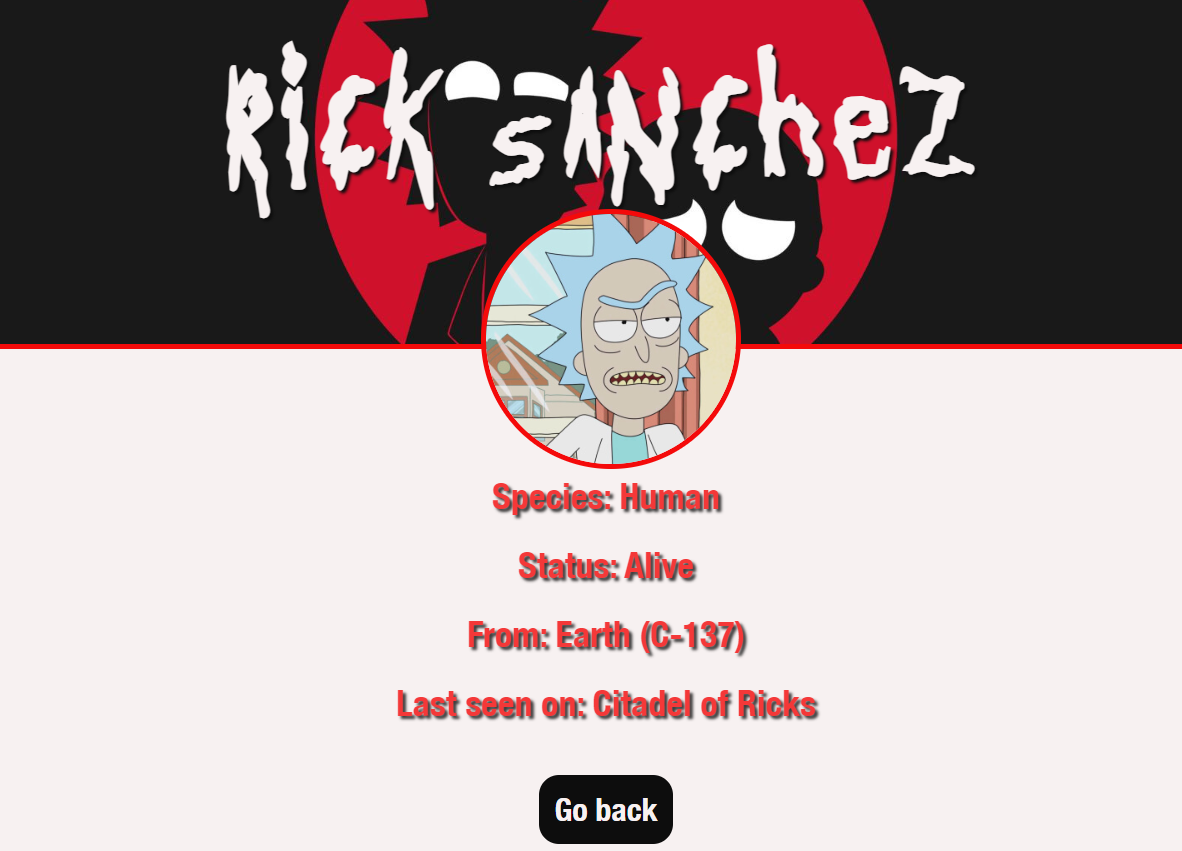 Rick sANcheZ
Species: Human
Status: Alive
From: Earth (C-137)
Last seen on: Citadel of Ricks
Go back